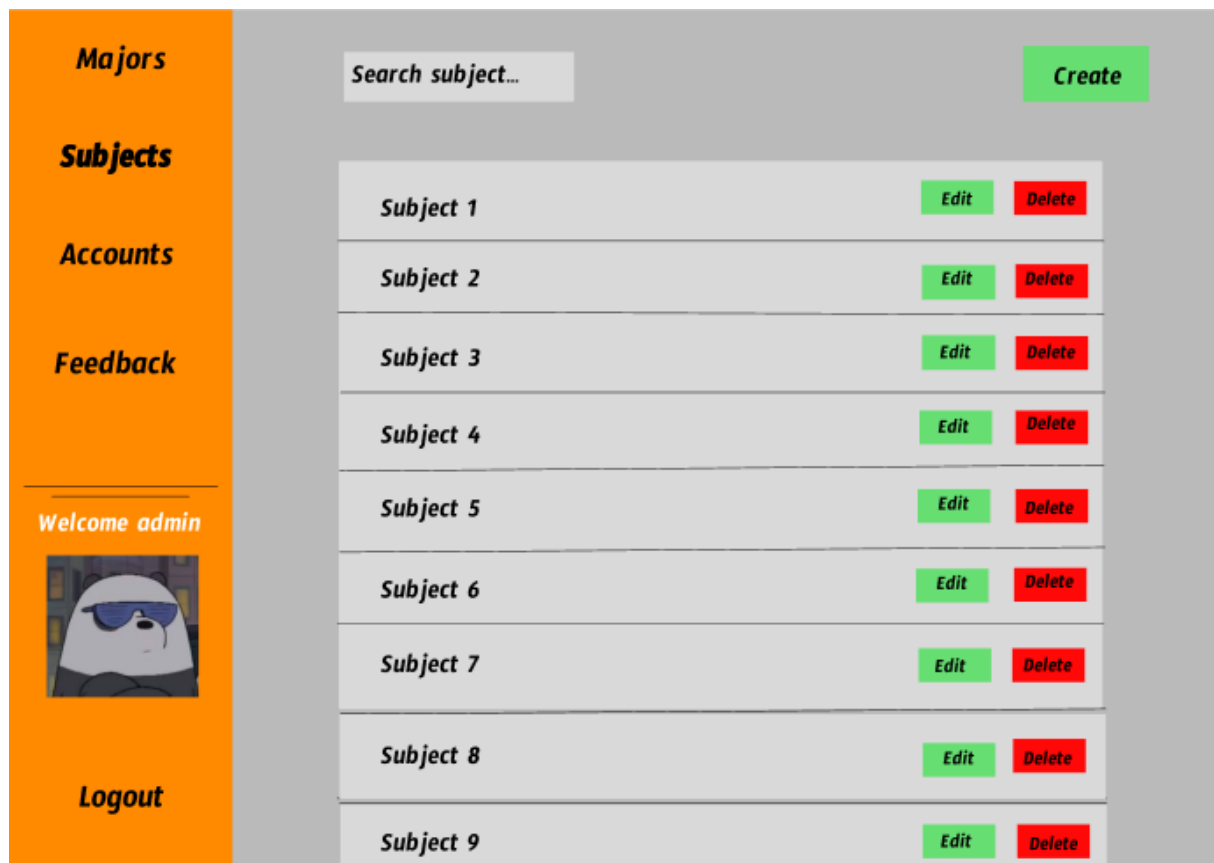 Majors
Subjects
Accounts
Feedback
Welcome admin
Logout
Search subject...
Create
Subject 1 Edit Delete
Subject 2 Edit Delete
Subject 3 Edit Delete
Subject 4 Edit Delete
Subject 5 Edit Delete
Subject 6 Edit Delete
Subject 7 Edit Delete
Subject 8 Edit Delete
Subject 9 Edit Delete